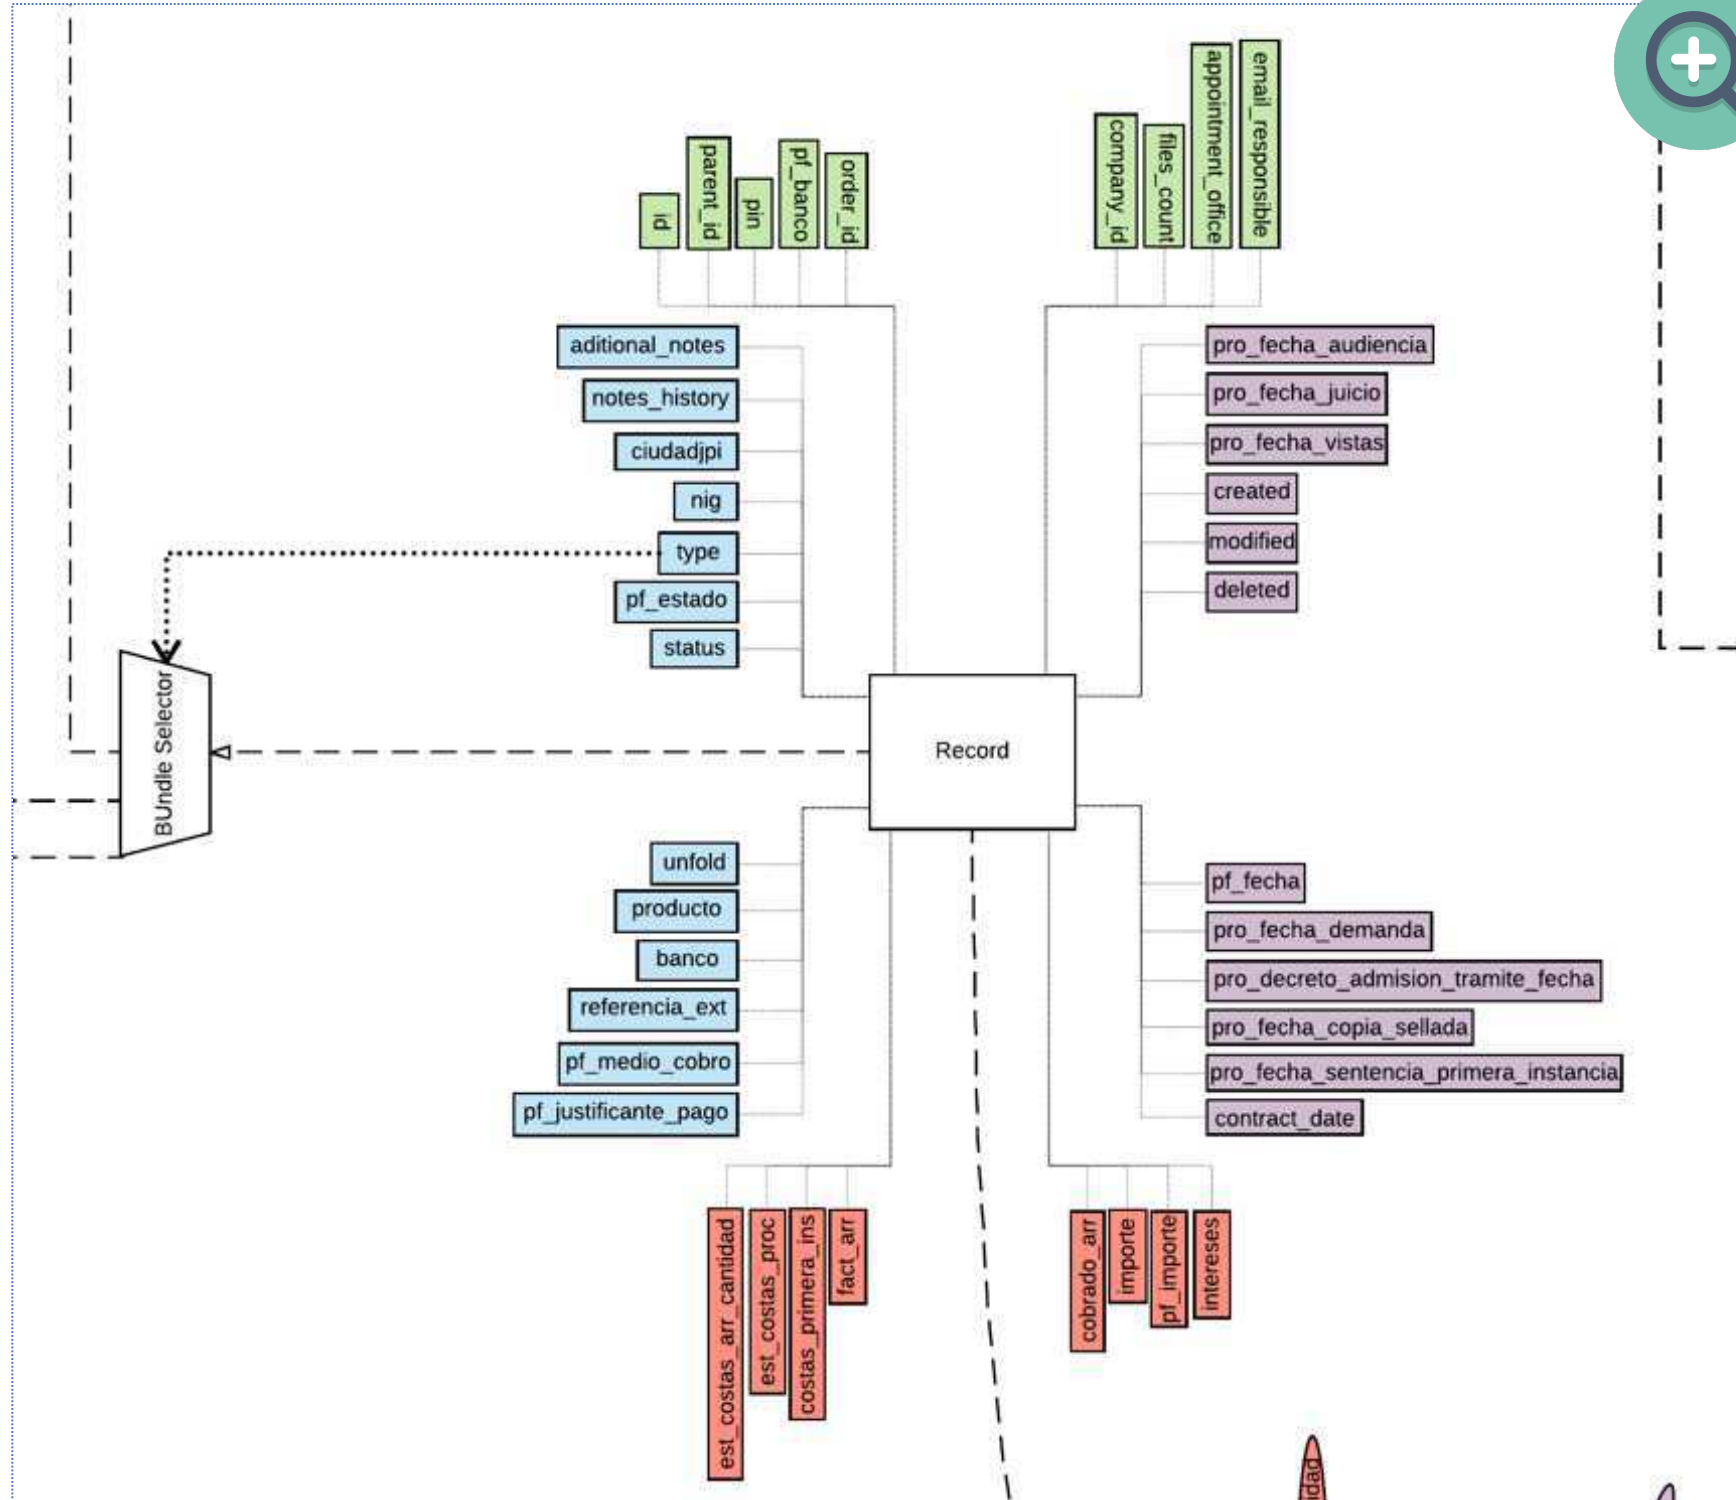 id
parent_id
pin
pf_banco
order_id
company_id
files_count
appointment_office
email_responsible
aditional_notes
notes_history
ciudadjpi
nig
type
pf_estado
status
pro_fecha_audiencia
pro_fecha_juicio
pro_fecha_vistas
created
modified
deleted
BUndle Selector
Record
unfold
producto
banco
referencia_ext
pf_medio_cobro
pf_justificante_pago
pf_fecha
pro_fecha_demanda
pro_decreto_admision_tramite_fecha
pro_fecha_copia_sellada
pro_fecha_sentencia_primera_instancia
contract_date
est_costas_arr_cantidad
est_costas_proc
costas_primera_ins
fact_arr
cobrado_arr
importe
pf_importe
intereses